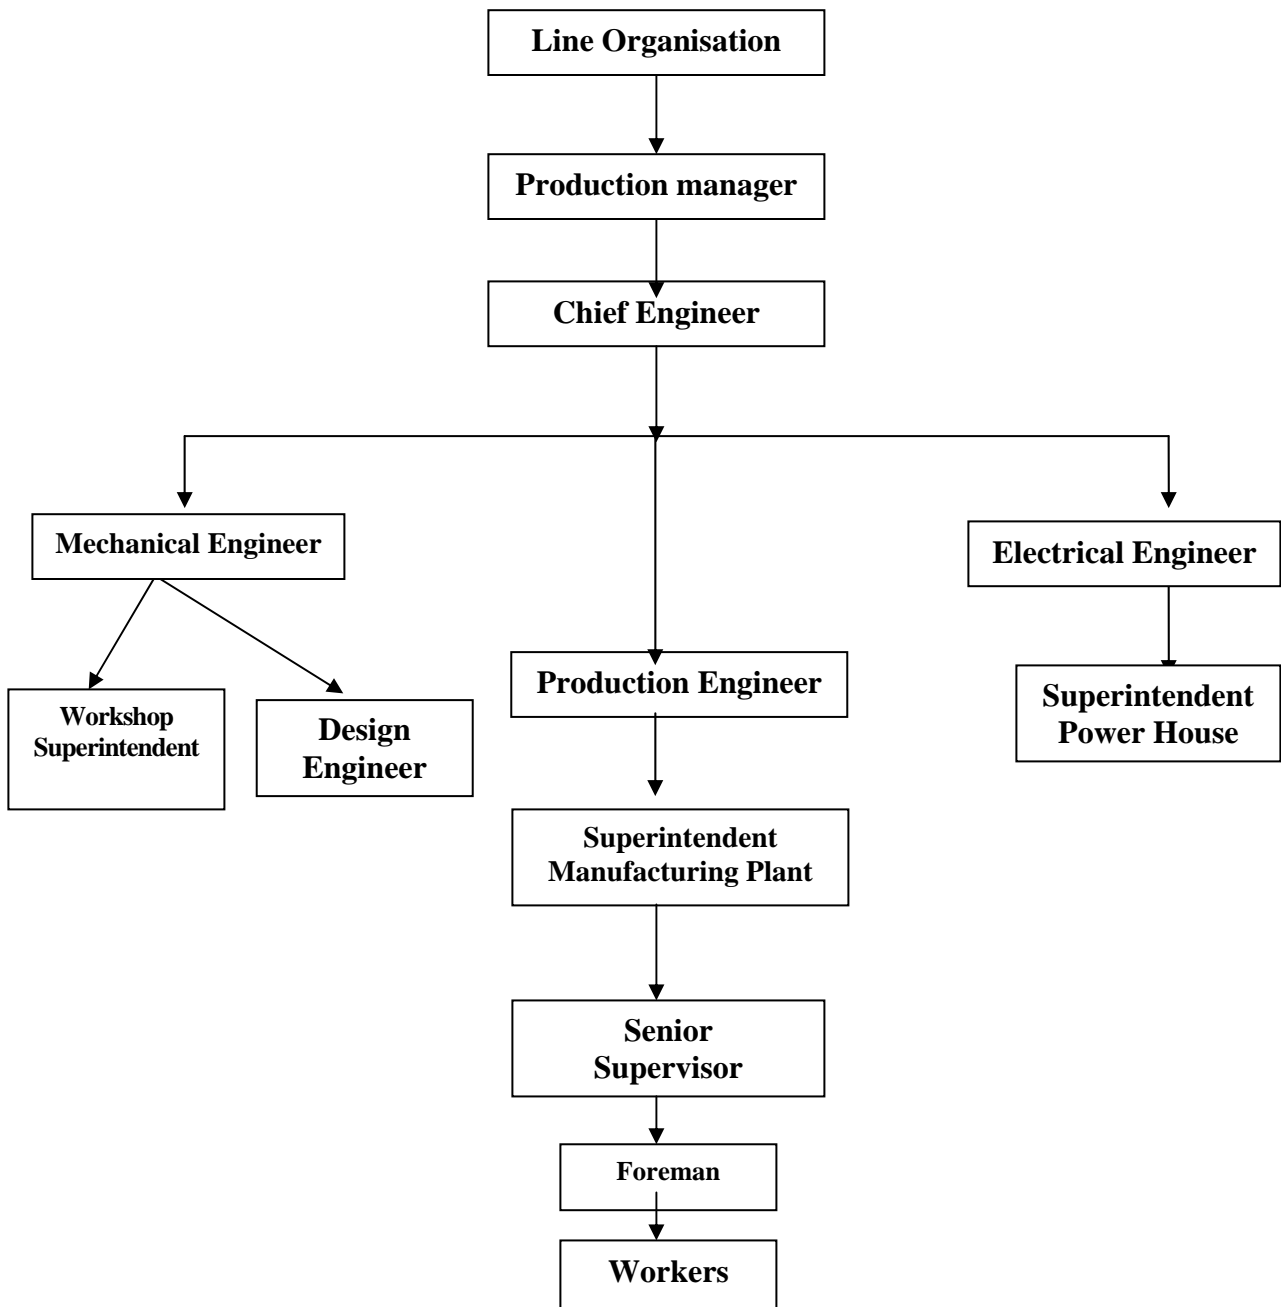 Line Organisation
Production manager
Chief Engineer
Mechanical Engineer
Electrical Engineer
Workshop
Superintendent
Design
Engineer
Production Engineer
Superintendent
Power House
Superintendent
Manufacturing Plant
Senior
Supervisor
Foreman
Workers